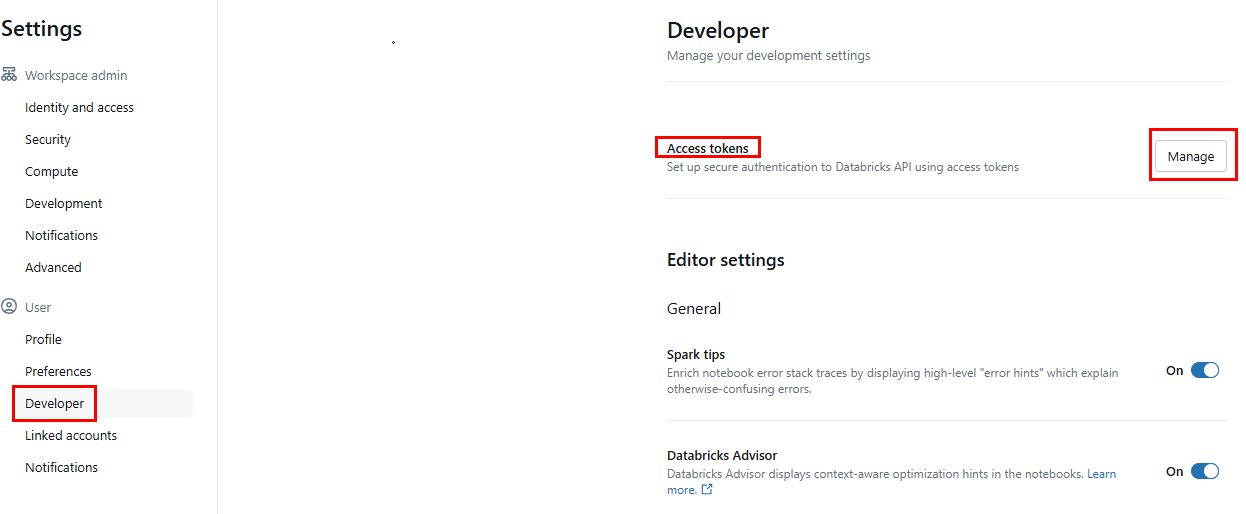 Settings
Workspace admin
Identity and access
Security
Compute
Development
Notifications
Advanced
User
Profile
Preferences
Developer
Linked accounts
Notifications
Developer
Manage your development settings
Access tokens
Set up secure authentication to Databricks API using access tokens
Manage
Editor settings
General
Spark tips
Enrich notebook error stack traces by displaying high-level "error hints" which explain
otherwise-confusing errors.
On
Databricks Advisor
Databricks Advisor displays context-aware optimization hints in the notebooks. Learn
more.
On